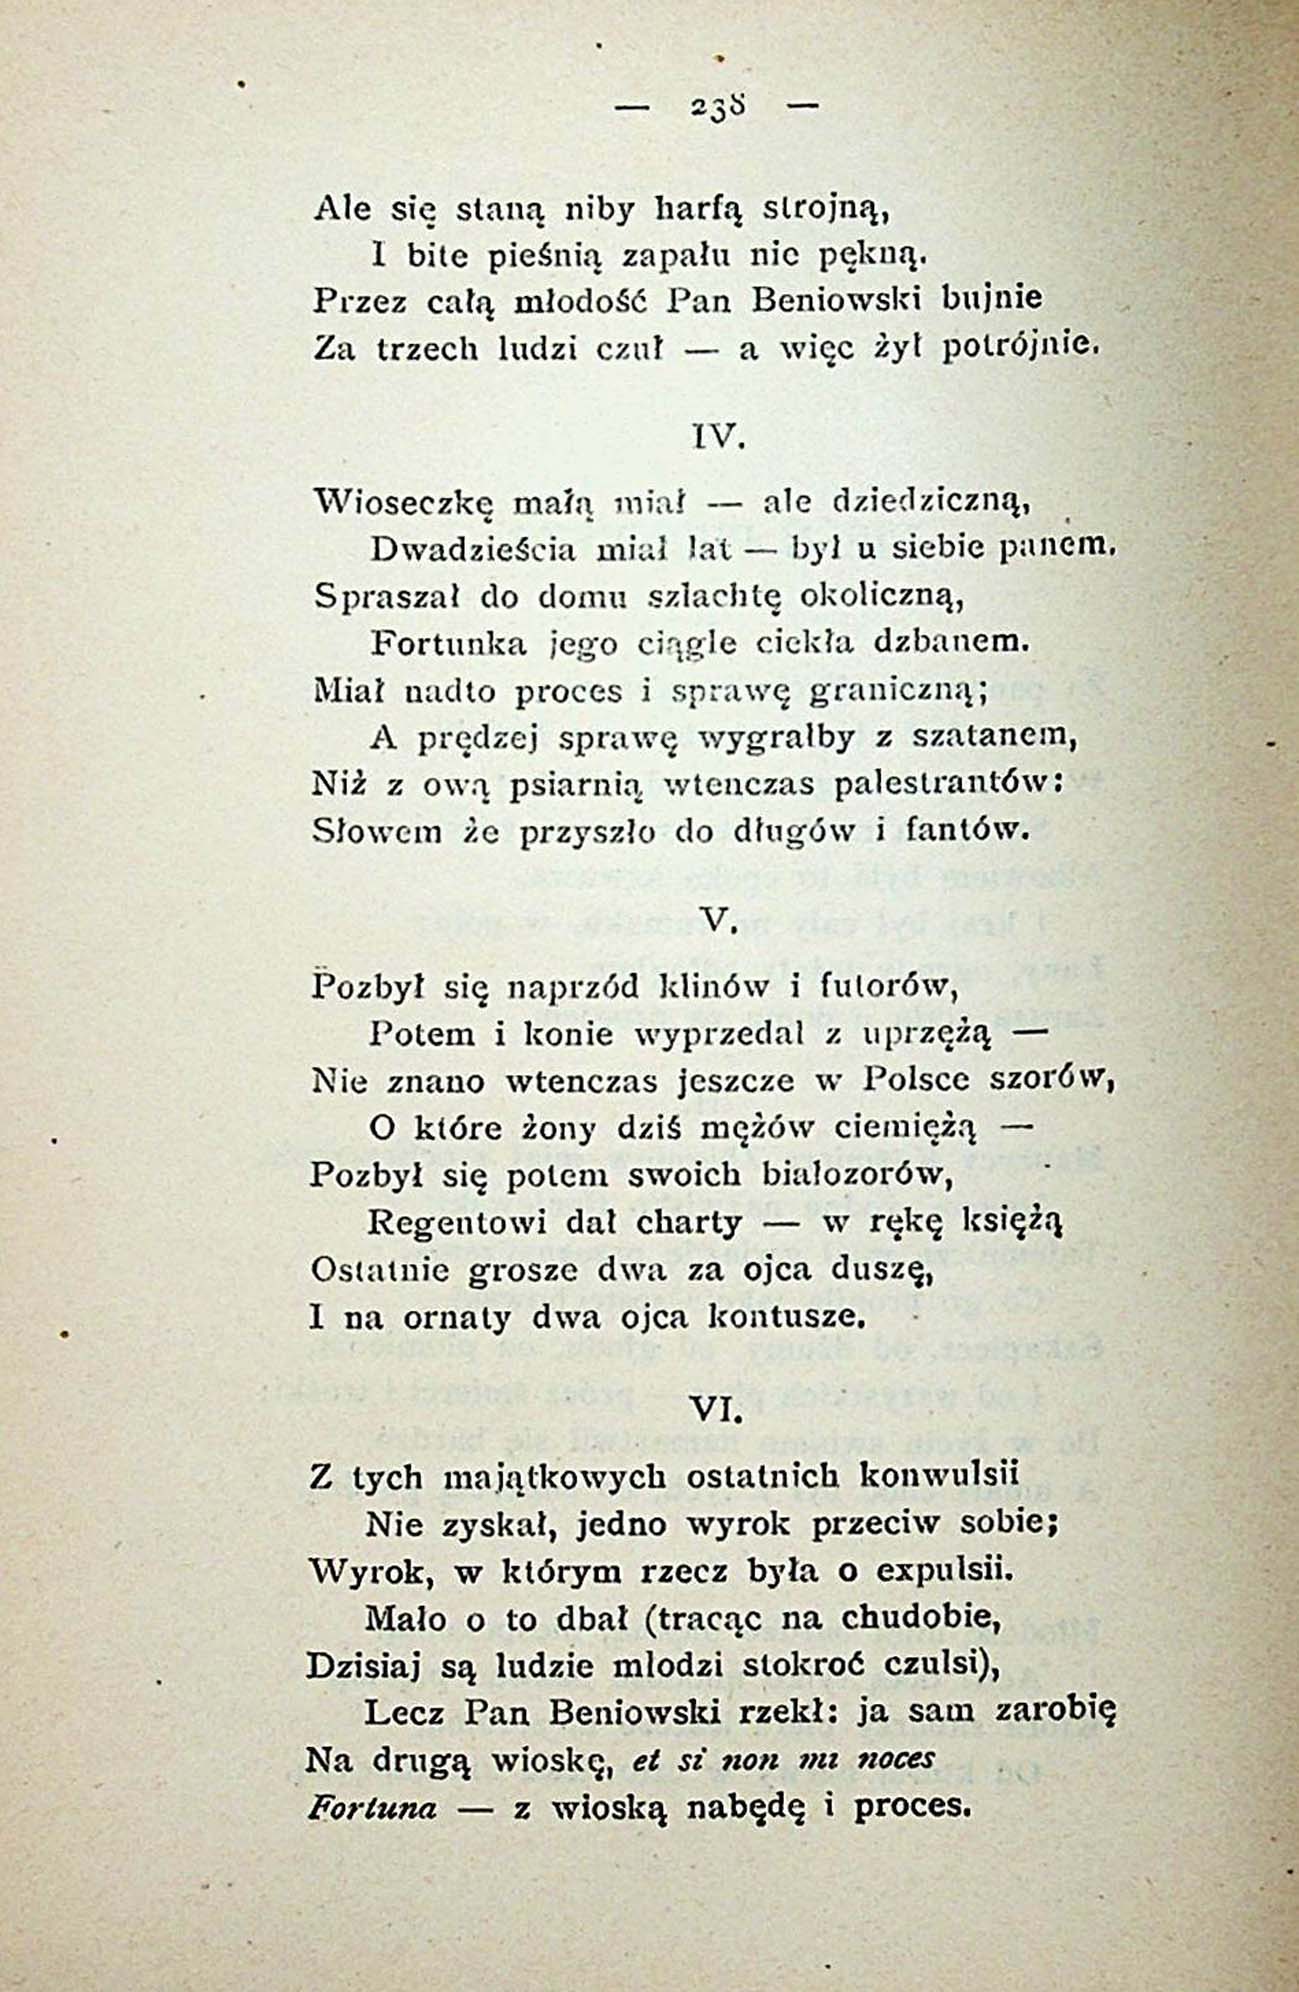 — 238 —
Ale się staną niby harfą strojną,
I bite pieśnią zapału nie pękną.
Przez całą młodość Pan Beniowski bujnie
Za trzech ludzi czuł — a więc żył potrójnie.
IV.
Wioseczkę małą miał — ale dziedziczną,
Dwadzieścia miał lat — był u siebie panem.
Spraszał do domu szlachtę okoliczną,
Fortunka jego ciągle ciekła dzbanem.
Miał nadto proces i sprawę graniczną;
A prędzej sprawę wygrałby z szatanem,
Niż z ową psiarnią wtenczas palestrantów:
Słowem że przyszło do długów i fantów.
V.
Pozbył się naprzód klinów i futorów,
Potem i konie wyprzedał z uprzężą —
Nie znano wtenczas jeszcze w Polsce szorów,
O które żony dziś mężów ciemiężą —
Pozbył się potem swoich białozorów,
Regentowi dał charty — w rękę księżą
Ostatnie grosze dwa za ojca duszę,
I na ornaty dwa ojca kontusze.
VI.
Z tych majątkowych ostatnich konwulsii
Nie zyskał, jedno wyrok przeciw sobie;
Wyrok, w którym rzecz była o expulsii.
Mało o to dbał (tracąc na chudobie,
Dzisiaj są ludzie młodzi stokroć czulsi),
Lecz Pan Beniowski rzekł: ja sam zarobię
Na drugą wioskę, et si non mi noces
Fortuna — z wioską nabędę i proces.